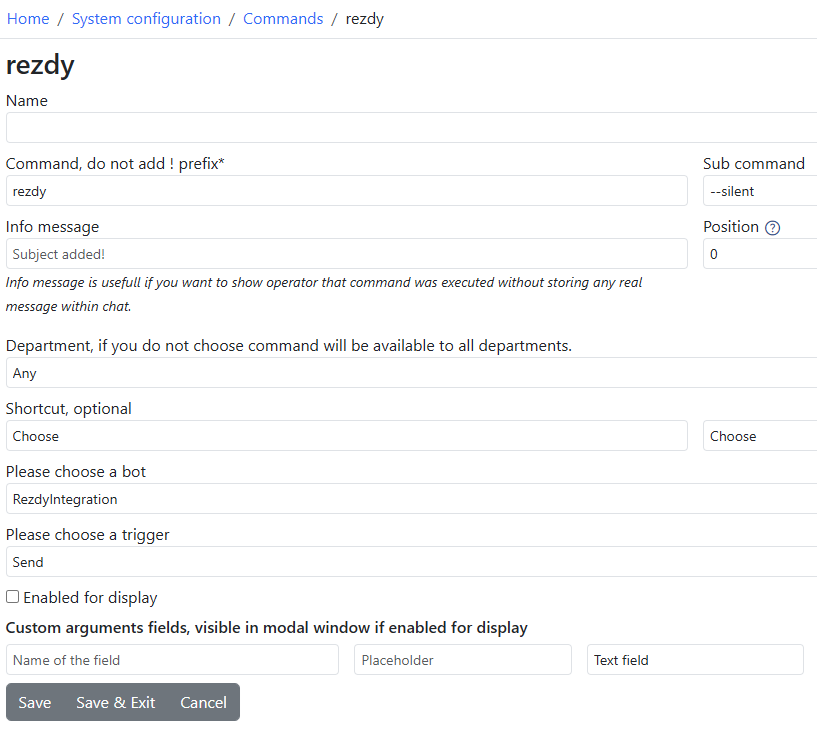 Home / System configuration / Commands / rezdy
rezdy
Name
Command, do not add ! prefix* Sub command
rezdy --silent
Info message Position ?
Subject added! 0
Info message is usefull if you want to show operator that command was executed without storing any real
message within chat.
Department, if you do not choose command will be available to all departments.
Any
Shortcut, optional
Choose Choose
Please choose a bot
RezdyIntegration
Please choose a trigger
Send
Enabled for display
Custom arguments fields, visible in modal window if enabled for display
Name of the field Placeholder Text field
Save Save & Exit Cancel